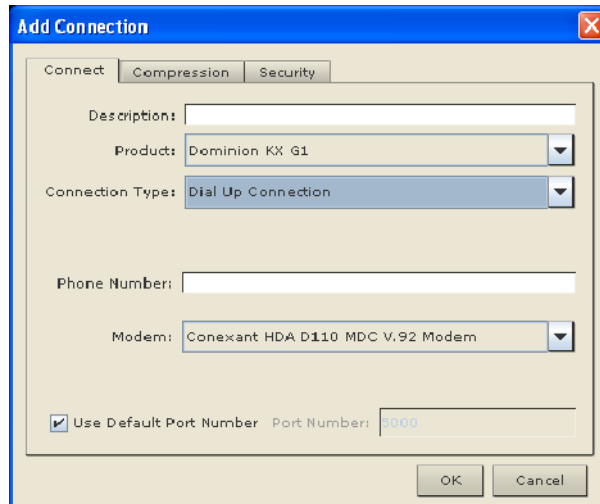 Add Connection
Connect Compression Security
Description:
Product: Dominion KX G1
Connection Type: Dial Up Connection
Phone Number:
Modem: Conexant HDA D110 MDC V.92 Modem
Use Default Port Number Port Number: 5000
OK Cancel